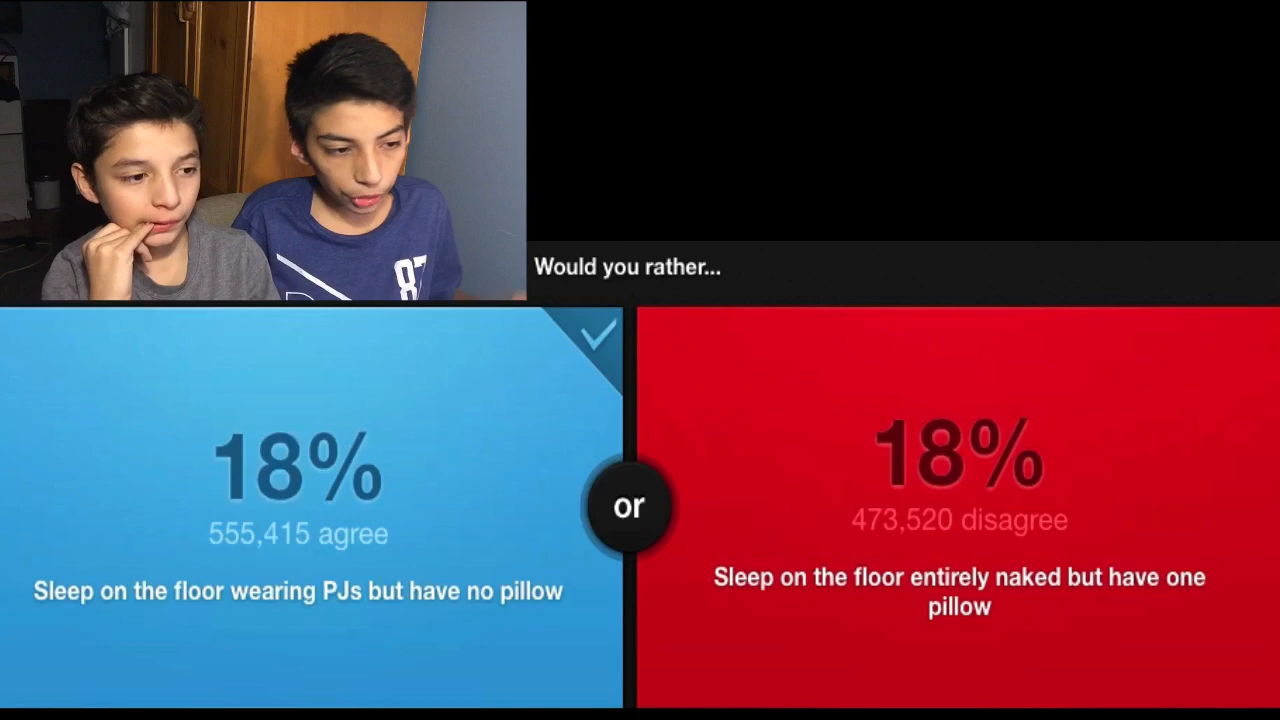 87
Would you rather...
18%
555,415 agree
Sleep on the floor wearing PJs but have no pillow
or
18%
473,520 disagree
Sleep on the floor entirely naked but have one
pillow